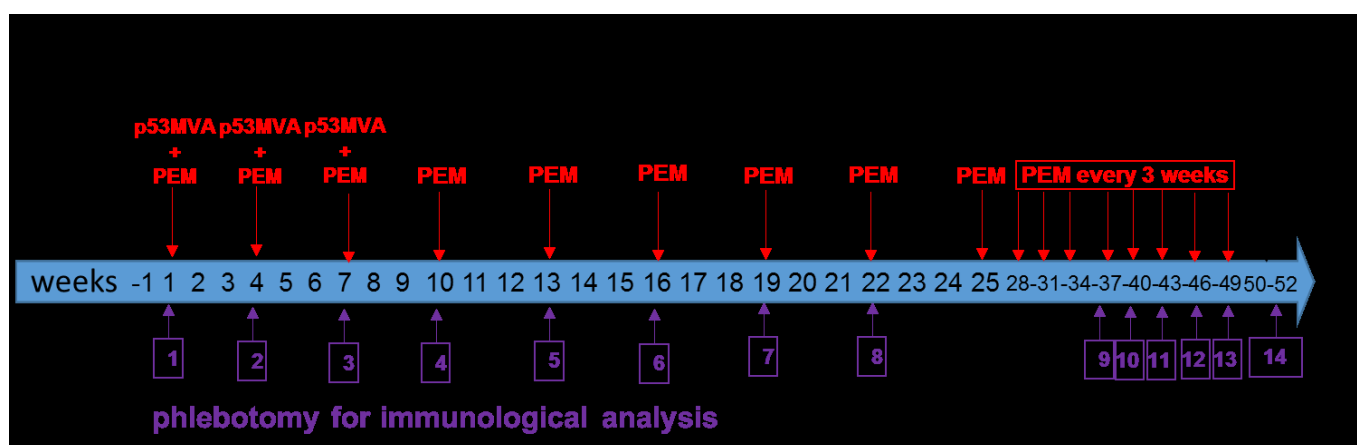 p53MVA p53MVA p53MVA
+ + +
PEM PEM PEM PEM PEM PEM PEM PEM PEM PEM every 3 weeks
weeks -1 1 2 3 4 5 6 7 8 9 10 11 12 13 14 15 16 17 18 19 20 21 22 23 24 25 28-31-34-37-40-43-46-49 50-52
1 2 3 4 5 6 7 8 9 10 11 12 13 14
phlebotomy for immunological analysis